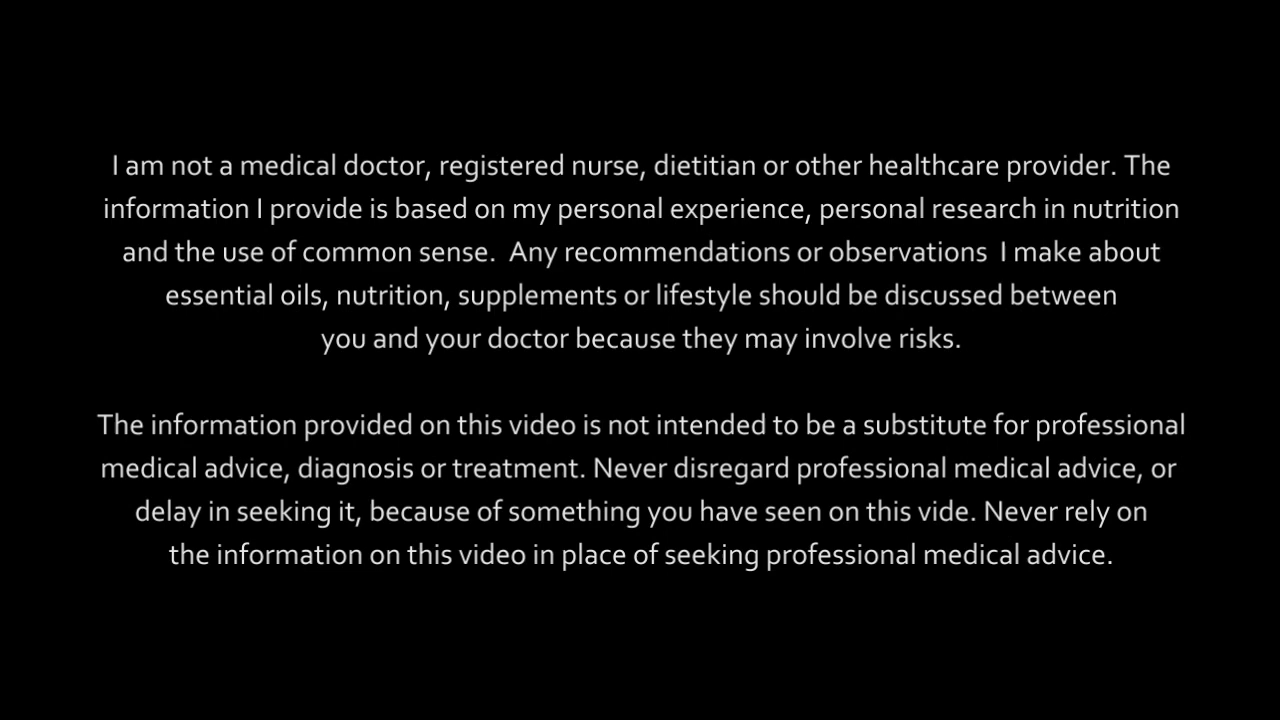 I am not a medical doctor, registered nurse, dietitian or other healthcare provider. The
information I provide is based on my personal experience, personal research in nutrition
and the use of common sense.  Any recommendations or observations  I make about
essential oils, nutrition, supplements or lifestyle should be discussed between
you and your doctor because they may involve risks.

The information provided on this video is not intended to be a substitute for professional
medical advice, diagnosis or treatment. Never disregard professional medical advice, or
delay in seeking it, because of something you have seen on this vide. Never rely on
the information on this video in place of seeking professional medical advice.